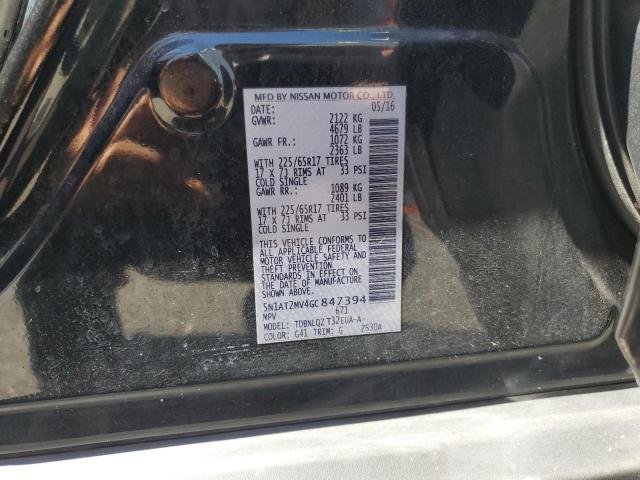 MFD BY NISSAN MOTOR CO., LTD.
DATE: 05/16
GVWR: 2122 KG
4679 LB
GAWR FR.: 1072 KG
2363 LB
WITH 225/65R17 TIRES
17 X 7J RIMS AT 33 PSI
COLD SINGLE
GAWR RR.: 1089 KG
2401 LB
WITH 225/65R17 TIRES
17 X 7J RIMS AT 33 PSI
COLD SINGLE
THIS VEHICLE CONFORMS TO
ALL APPLICABLE FEDERAL
MOTOR VEHICLE SAFETY AND
THEFT PREVENTION
STANDARDS IN EFFECT ON
THE DATE OF MANUFACTURE
SHOWN ABOVE.
5N1AT2MV4GC847394
MPV 671
MODEL: TDBNLQZ T32EUA-A-
COLOR: G41 TRIM: G 7530A